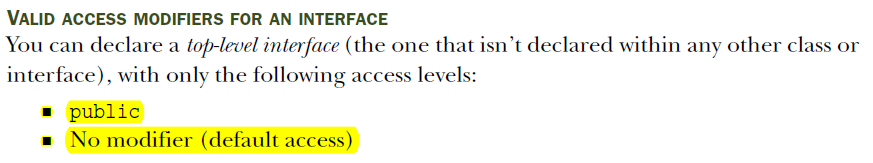 VALID ACCESS MODIFIERS FOR AN INTERFACE
You can declare a top-level interface (the one that isn’t declared within any other class or
interface), with only the following access levels:
■ public
■ No modifier (default access)